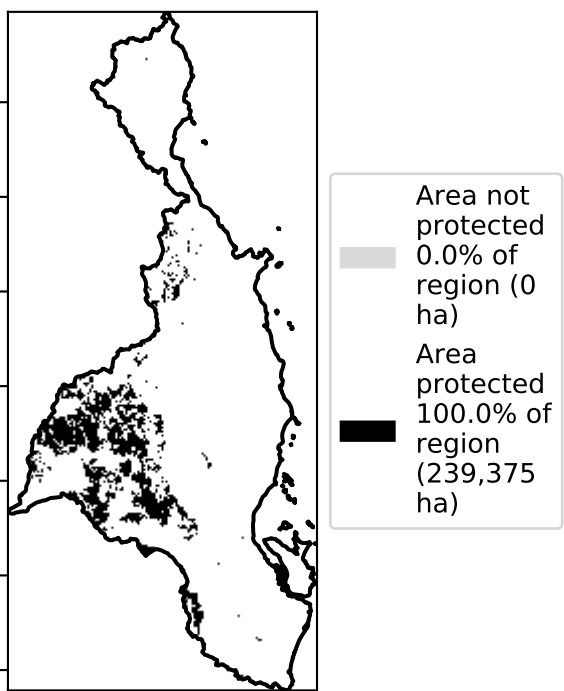 Area not
protected
0.0% of
region (0
ha)
Area
protected
100.0% of
region
(239,375
ha)